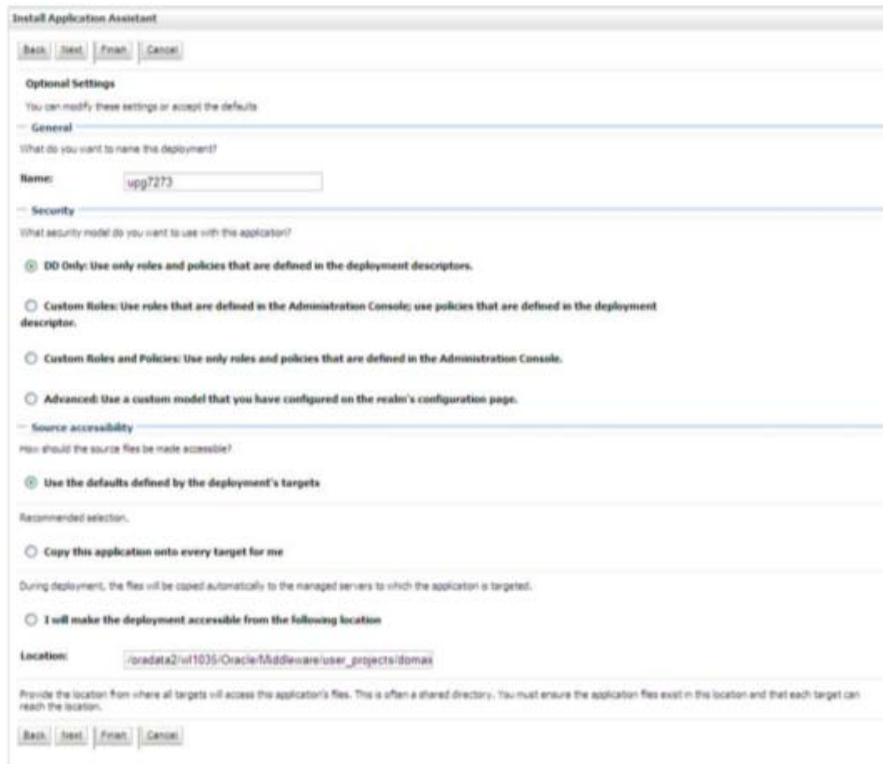 Install Application Assistant
Back Next Finish Cancel
Optional Settings
You can modify these settings or accept the defaults
General
What do you want to name this deployment?
Name: upg7273
Security
What security model do you want to use with this application?
DD Only: Use only roles and policies that are defined in the deployment descriptors.
Custom Roles: Use roles that are defined in the Administration Console; use policies that are defined in the deployment
descriptor.
Custom Roles and Policies: Use only roles and policies that are defined in the Administration Console.
Advanced: Use a custom model that you have configured on the realm's configuration page.
Source accessibility
How should the source files be made accessible?
Use the defaults defined by the deployment's targets
Recommended selection.
Copy this application onto every target for me
During deployment, the files will be copied automatically to the managed servers to which the application is targeted.
I will make the deployment accessible from the following location
Location: /oradata2/wl1035/Oracle/Middleware/user_projects/domai
Provide the location from where all targets will access this application's files. This is often a shared directory. You must ensure the application files exist in this location and that each target can
reach the location.
Back Next Finish Cancel